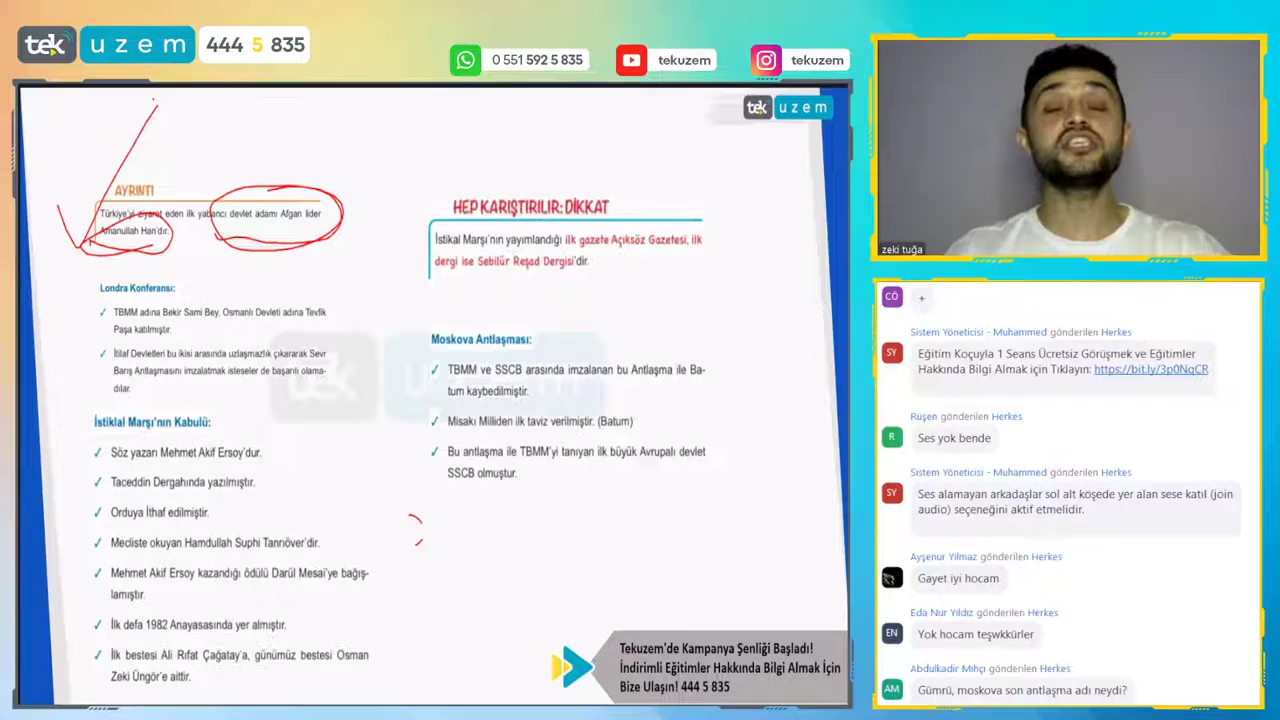 tek uzem 444 5 835
0 551 592 5 835
tekuzem
tekuzem
tek uzem
AYRINTI
Türkiye'yi ziyaret eden ilk yabancı devlet adamı Afgan lider
Amanullah Han'dır.
Londra Konferansı:
✓ TBMM adına Bekir Sami Bey, Osmanlı Devleti adına Tevfik
Paşa katılmıştır.
✓ İtilaf Devletleri bu ikisi arasında uzlaşmazlık çıkararak Sevr
Barış Antlaşmasını imzalatmak isteseler de başarılı olama-
dılar.
İstiklal Marşı'nın Kabulü:
✓ Söz yazarı Mehmet Akif Ersoy'dur.
✓ Taceddin Dergahında yazılmıştır.
✓ Orduya İthaf edilmiştir.
✓ Mecliste okuyan Hamdullah Suphi Tanrıöver'dir.
✓ Mehmet Akif Ersoy kazandığı ödülü Darül Mesai'ye bağış-
lamıştır.
✓ İlk defa 1982 Anayasasında yer almıştır.
✓ İlk bestesi Ali Rıfat Çağatay'a, günümüz bestesi Osman
Zeki Üngör'e aittir.
HEP KARIŞTIRILIR: DİKKAT
İstikal Marşı'nın yayımlandığı ilk gazete Açıksöz Gazetesi, ilk
dergi ise Sebilür Reşad Dergisi'dir.
Moskova Antlaşması:
✓ TBMM ve SSCB arasında imzalanan bu Antlaşma ile Ba-
tum kaybedilmiştir.
✓ Misakı Milliden ilk taviz verilmiştir. (Batum)
✓ Bu antlaşma ile TBMM'yi tanıyan ilk büyük Avrupalı devlet
SSCB olmuştur.
tek uzem
Tekuzem'de Kampanya Şenliği Başladı!
İndirimli Eğitimler Hakkında Bilgi Almak İçin
Bize Ulaşın! 444 5 835
zeki tuğa
CÖ +
Sistem Yöneticisi - Muhammed gönderilen Herkes
SY Eğitim Koçuyla 1 Seans Ücretsiz Görüşmek ve Eğitimler
Hakkında Bilgi Almak için Tıklayın: https://bit.ly/3p0NqCR
Rüşen gönderilen Herkes
R Ses yok bende
Sistem Yöneticisi - Muhammed gönderilen Herkes
SY Ses alamayan arkadaşlar sol alt köşede yer alan sese katıl (join
audio) seçeneğini aktif etmelidir.
Ayşenur Yılmaz gönderilen Herkes
Gayet iyi hocam
Eda Nur Yıldız gönderilen Herkes
EN Yok hocam teşwkkürler
Abdulkadir Mıhçı gönderilen Herkes
AM Gümrü, moskova son antlaşma adı neydi?